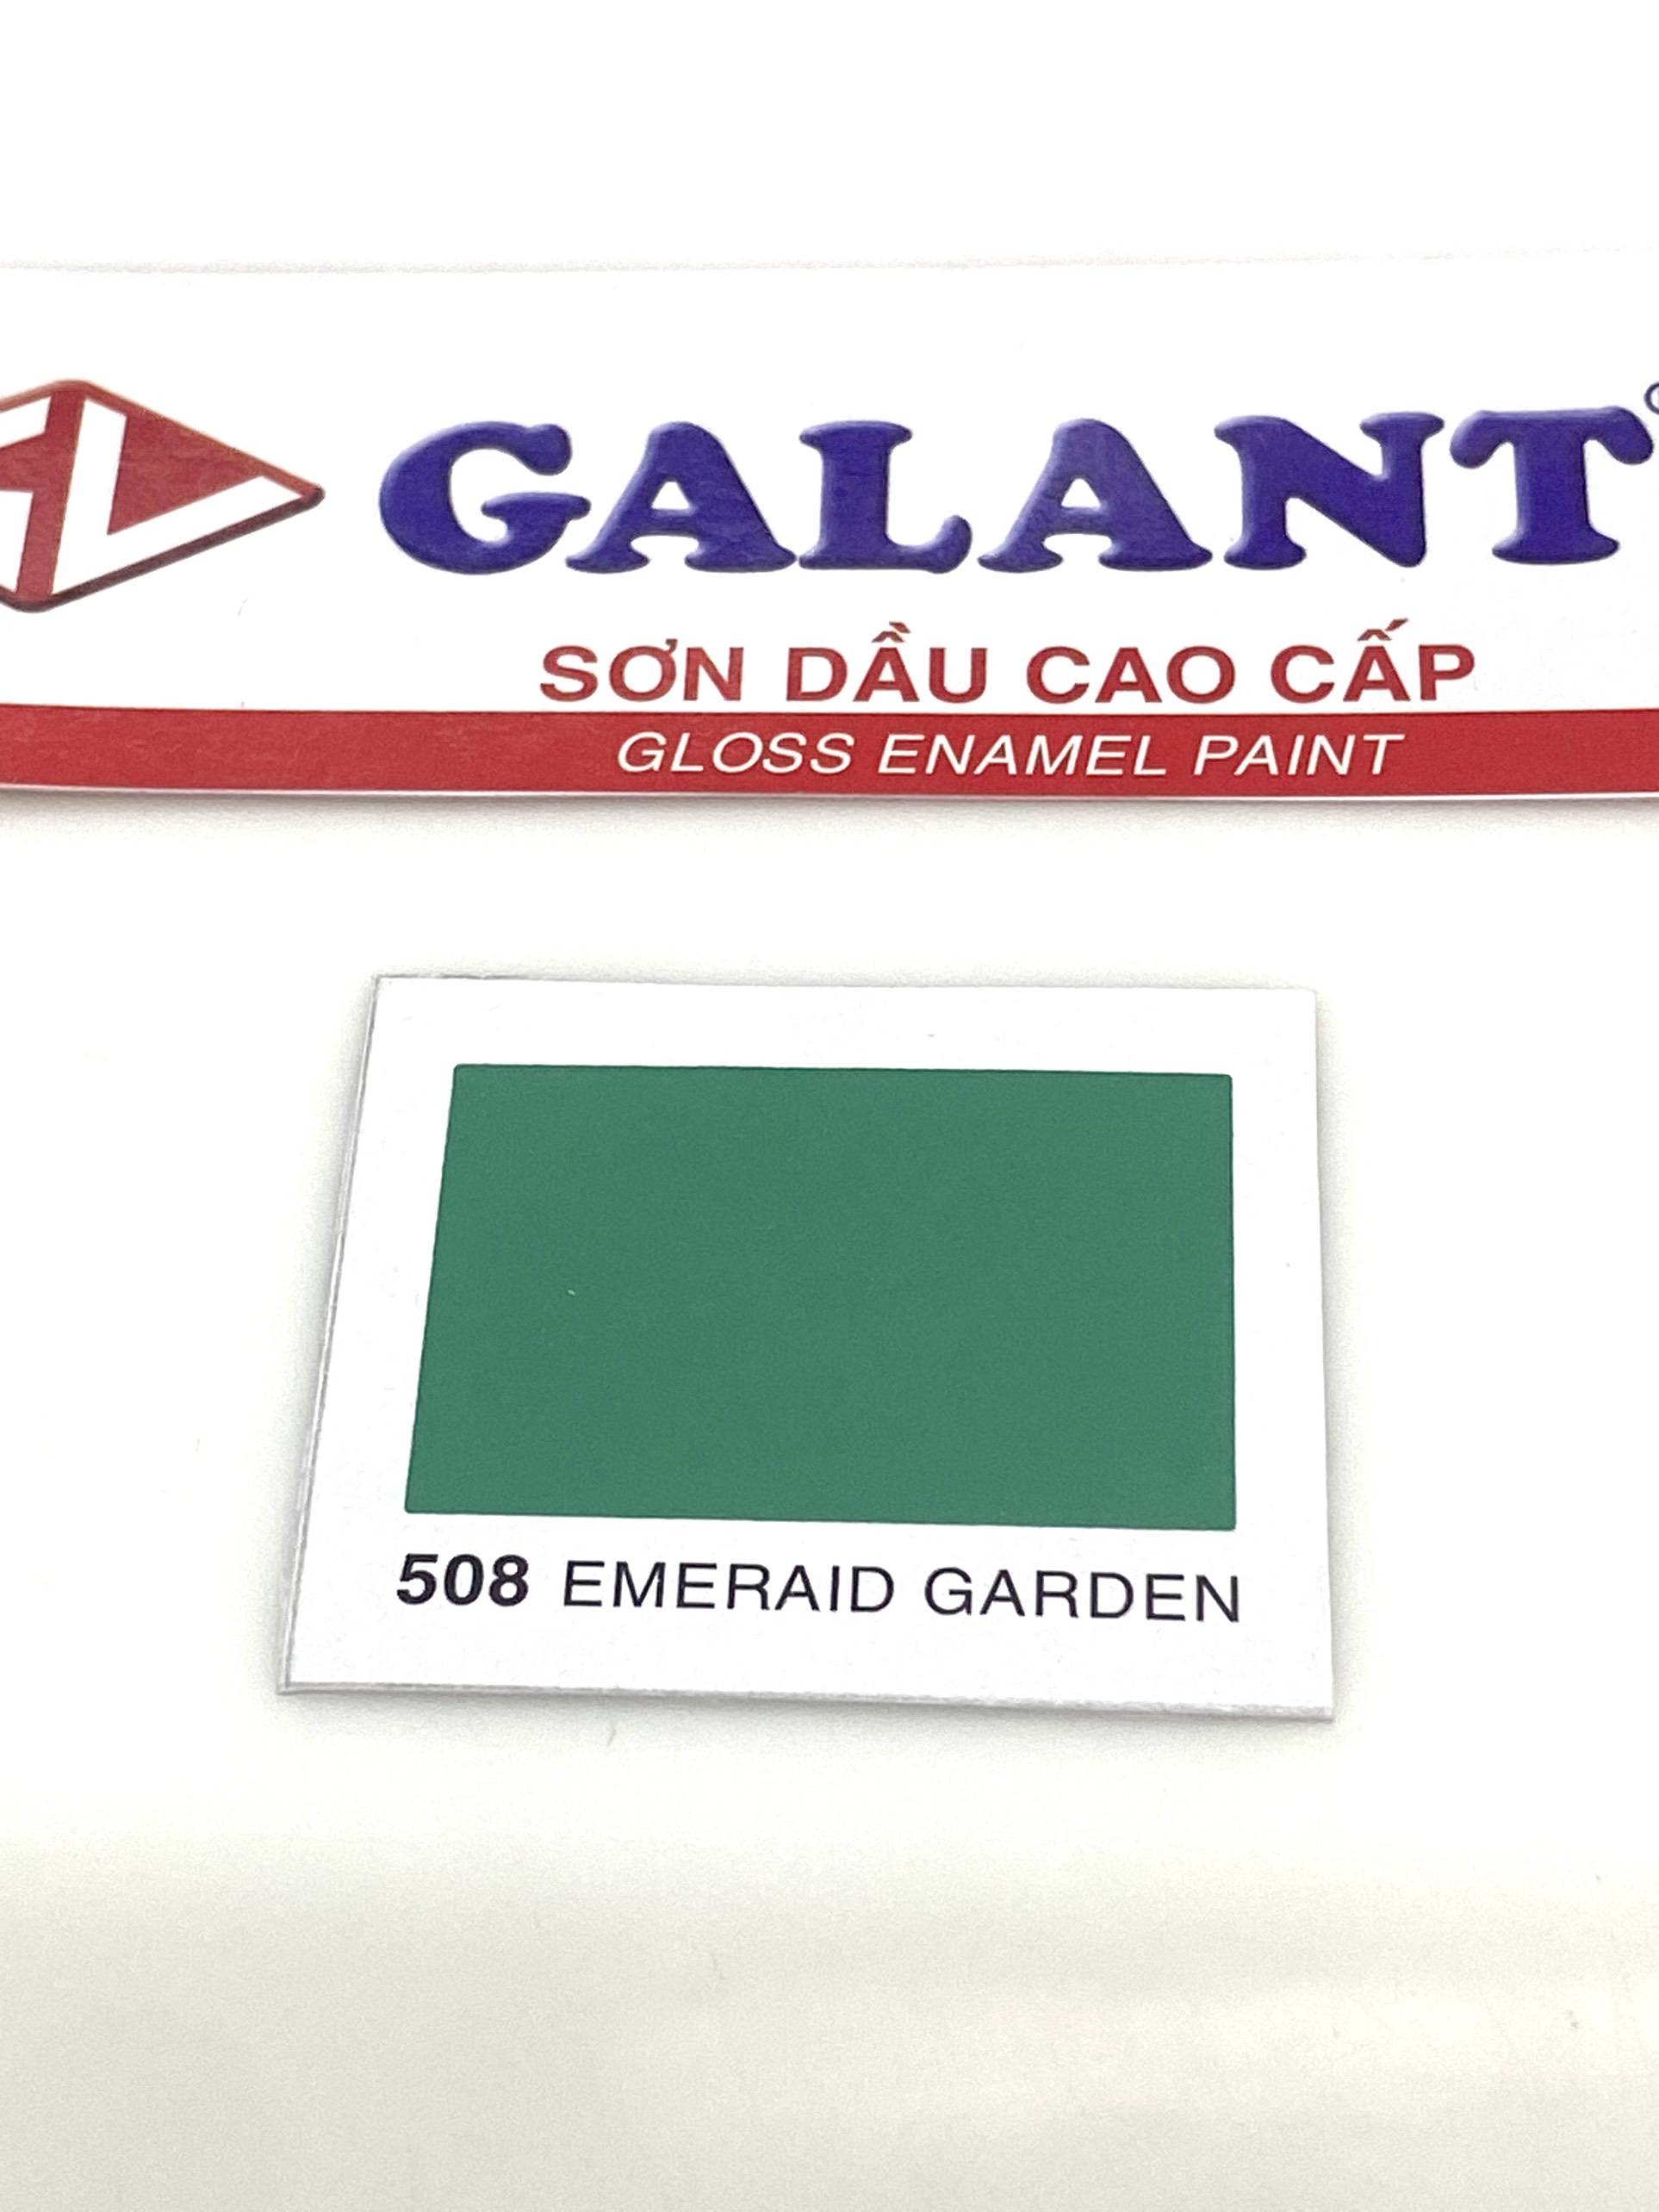 GALANT
SƠN DẦU CAO CẤP
GLOSS ENAMEL PAINT
508 EMERAID GARDEN